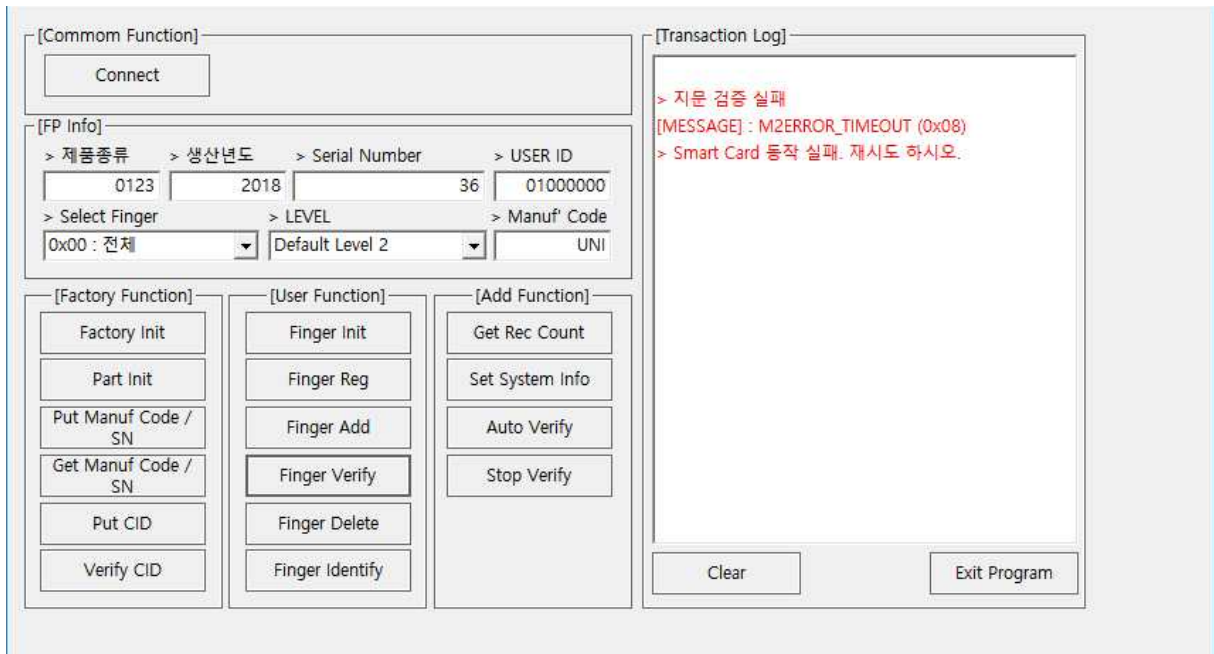 [Commom Function]
Connect
[FP Info]
> 제품종류 > 생산년도 > Serial Number > USER ID
0123 2018 36 01000000
> Select Finger > LEVEL > Manuf' Code
0x00 : 전체 Default Level 2 UNI
[Factory Function]
Factory Init
Part Init
Put Manuf Code /
SN
Get Manuf Code /
SN
Put CID
Verify CID
[User Function]
Finger Init
Finger Reg
Finger Add
Finger Verify
Finger Delete
Finger Identify
[Add Function]
Get Rec Count
Set System Info
Auto Verify
Stop Verify
[Transaction Log]
> 지문 검증 실패
[MESSAGE] : M2ERROR_TIMEOUT (0x08)
> Smart Card 동작 실패. 재시도 하시오.
Clear
Exit Program